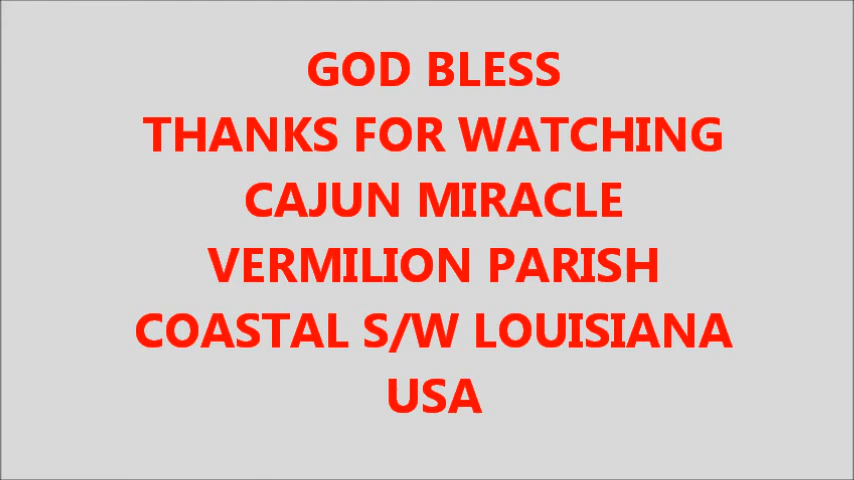 GOD BLESS
THANKS FOR WATCHING
CAJUN MIRACLE
VERMILION PARISH
COASTAL S/W LOUISIANA
USA